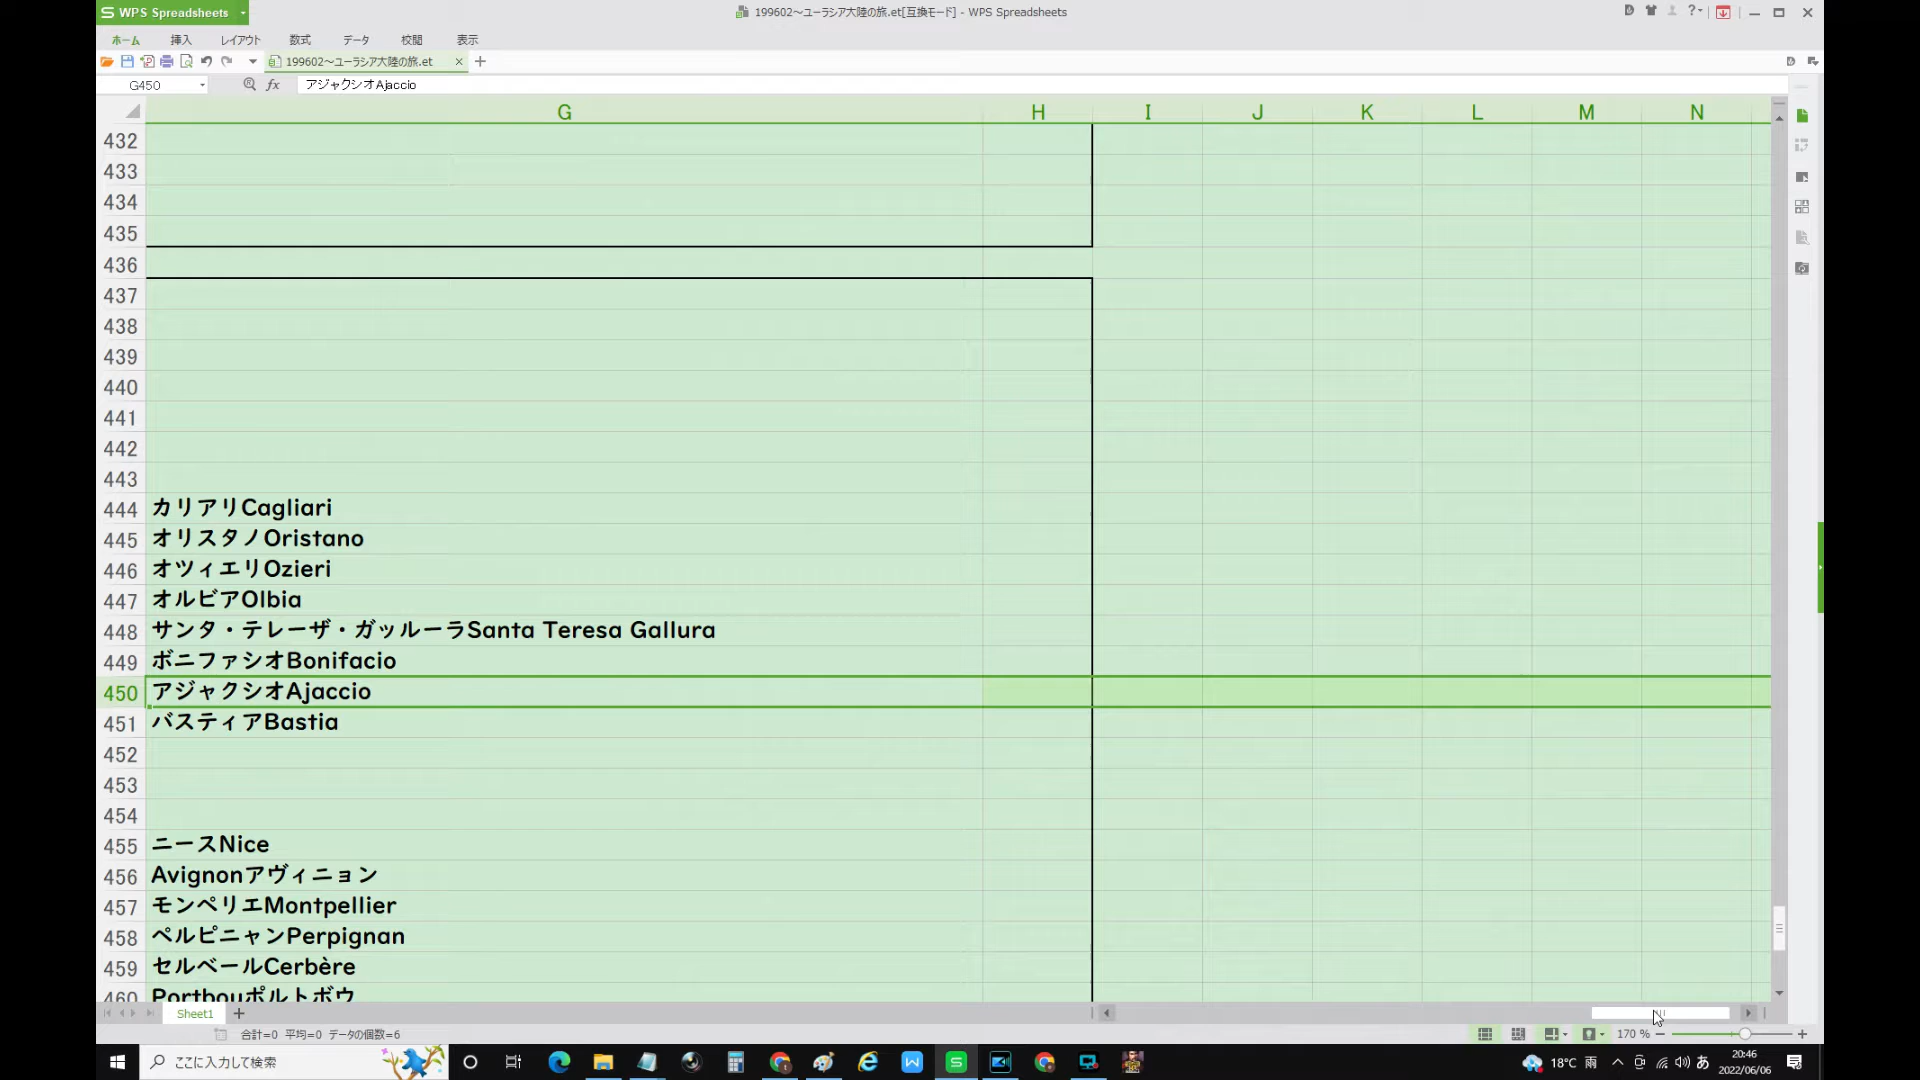 WPS Spreadsheets
199602～ユーラシア大陸の旅.et[互換モード] - WPS Spreadsheets
ホーム 挿入 レイアウト 数式 データ 校閲 表示
199602～ユーラシア大陸の旅.et
G450 fx アジャクシオAjaccio
G H I J K L M N
432
433
434
435
436
437
438
439
440
441
442
443
444 カリアリCagliari
445 オリスタノOristano
446 オツィエリOzieri
447 オルビアOlbia
448 サンタ・テレーザ・ガッルーラSanta Teresa Gallura
449 ボニファシオBonifacio
450 アジャクシオAjaccio
451 バスティアBastia
452
453
454
455 ニースNice
456 Avignonアヴィニョン
457 モンペリエMontpellier
458 ペルピニャンPerpignan
459 セルベールCerbère
460 Portbouポルトボウ
Sheet1
合計=0 平均=0 データの個数=6
170 %
ここに入力して検索
18°C 雨
あ
20:46
2022/06/06